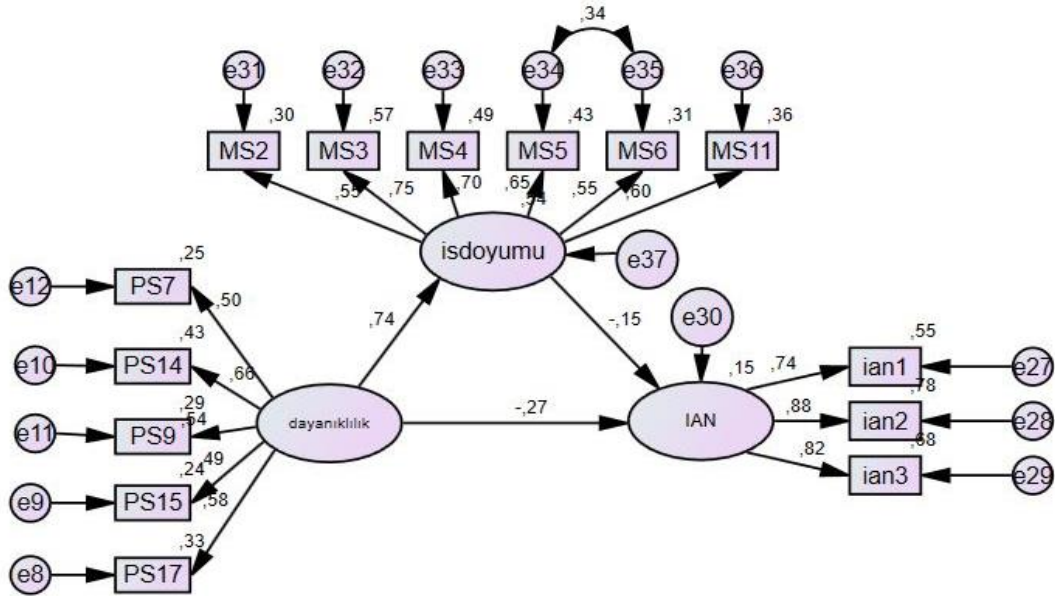 ,34
e31 e32 e33 e34 e35 e36
,30 ,57 ,49 ,43 ,31 ,36
MS2 MS3 MS4 MS5 MS6 MS11
,55 ,75 ,70 ,65 ,54 ,55 ,60
isdoyumu
e37
,25
e12 PS7
,50
,74
-,15
e30
,43
e10 PS14
,66
,15 ,74
,55
ian1 e27
,29
,54
e11 PS9
dayanıklılık
-,27
IAN
,88
,78
ian2 e28
,82
,68
ian3 e29
,24 ,49
e9 PS15
,58
,33
e8 PS17